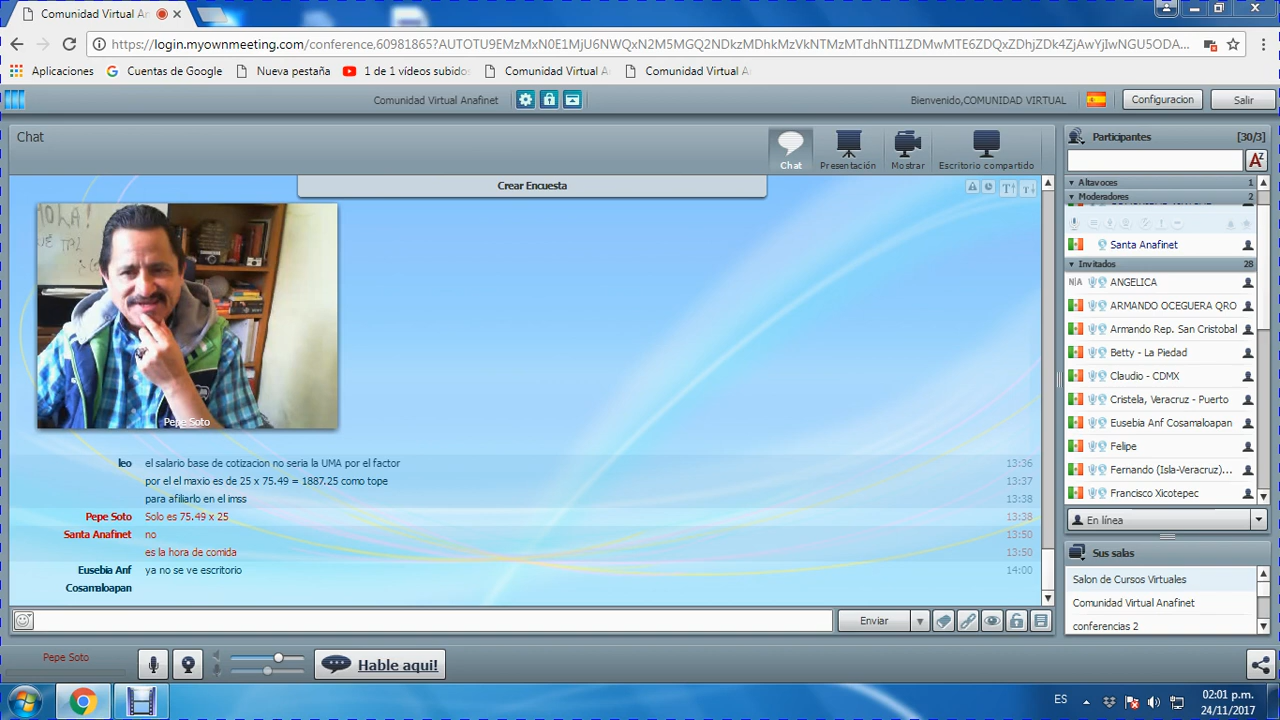 Comunidad Virtual An
https://login.myownmeeting.com/conference,60981865?AUTOTU9EMzMxN0E1MjU6NWQxN2M5MGQ2NDkzMDhkMzVkNTMzMTdhNTI1ZDMwMTE6ZDQxZDhjZDk4ZjAwYjIwNGU5ODA...
Aplicaciones
Cuentas de Google
Nueva pestaña
1 de 1 vídeos subidos
Comunidad Virtual A
Comunidad Virtual A
Comunidad Virtual Anafinet
Bienvenido,COMUNIDAD VIRTUAL
Configuracion
Salir
Chat
Chat
Presentación
Mostrar
Escritorio compartido
Crear Encuesta
HOLA!
Pepe Soto
leo el salario base de cotizacion no seria la UMA por el factor 13:36
por el el maxio es de 25 x 75.49 = 1887.25 como tope 13:37
para afiliarlo en el imss 13:38
Pepe Soto Solo es 75.49 x 25 13:38
Santa Anafinet no 13:50
es la hora de comida 13:50
Eusebia Anf ya no se ve escritorio 14:00
Cosamaloapan
Enviar
Participantes [30/3]
Altavoces 1
Moderadores 2
Santa Anafinet
Invitados 28
N/A ANGELICA
ARMANDO OCEGUERA QRO
Armando Rep. San Cristobal
Betty - La Piedad
Claudio - CDMX
Cristela, Veracruz - Puerto
Eusebia Anf Cosamaloapan
Felipe
Fernando (Isla-Veracruz)...
Francisco Xicotepec
En línea
Sus salas
Salon de Cursos Virtuales
Comunidad Virtual Anafinet
conferencias 2
Pepe Soto
Hable aqui!
ES
02:01 p.m.
24/11/2017